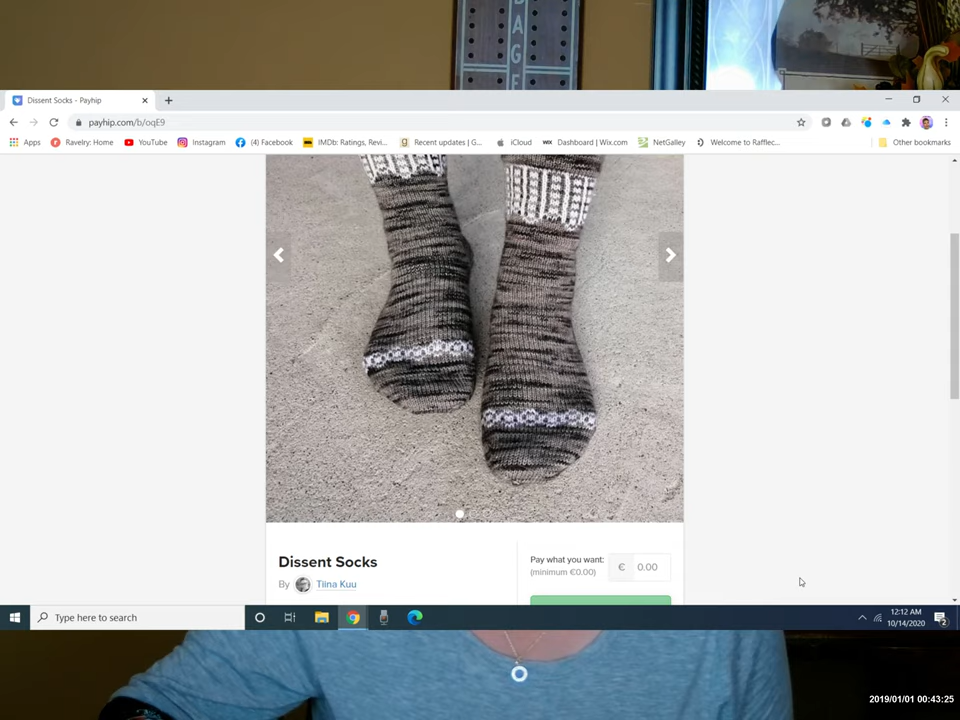 DAGE
Dissent Socks - Payhip
payhip.com/b/oqE9
Apps Ravelry: Home YouTube Instagram (4) Facebook IMDb: Ratings, Revi... Recent updates | G... iCloud Dashboard | Wix.com NetGalley Welcome to Rafflec... Other bookmarks
Dissent Socks
By Tiina Kuu
Pay what you want:
(minimum €0.00)
€ 0.00
Type here to search
12:12 AM
10/14/2020
2
2019/01/01 00:43:25